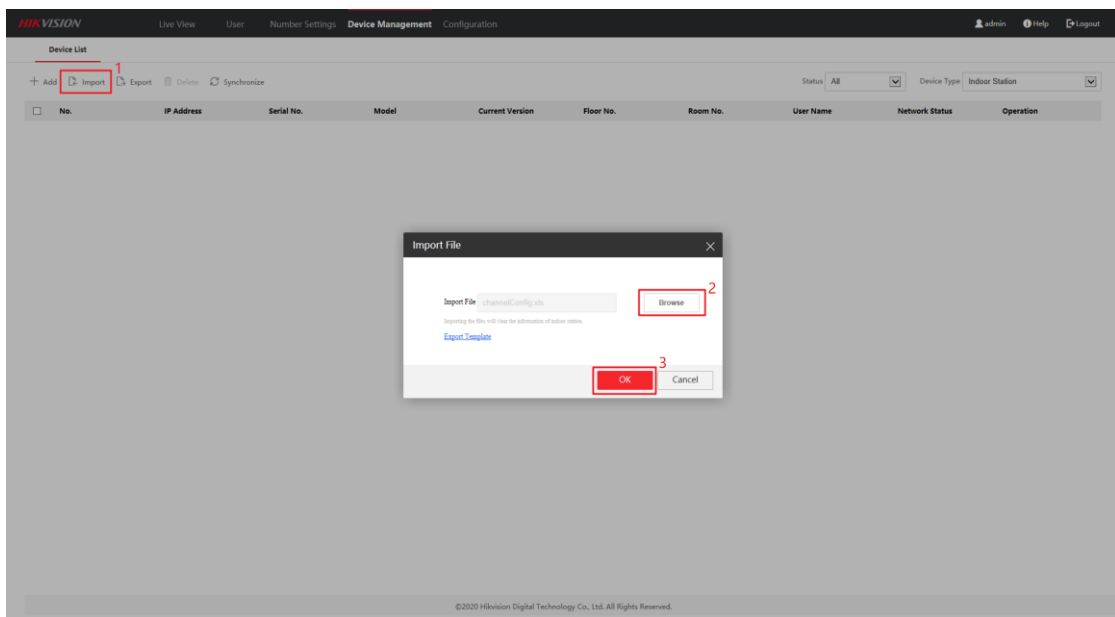 HIKVISION Live View User Number Settings Device Management Configuration admin Help Logout
Device List
1
Add Import Export Delete Synchronize Status All Device Type Indoor Station
No. IP Address Serial No. Model Current Version Floor No. Room No. User Name Network Status Operation
Import File
2
Import File channelConfig.xls Browse
Importing the files will clear the information of indoor station.
Export Template
3
OK Cancel
©2020 Hikvision Digital Technology Co., Ltd. All Rights Reserved.